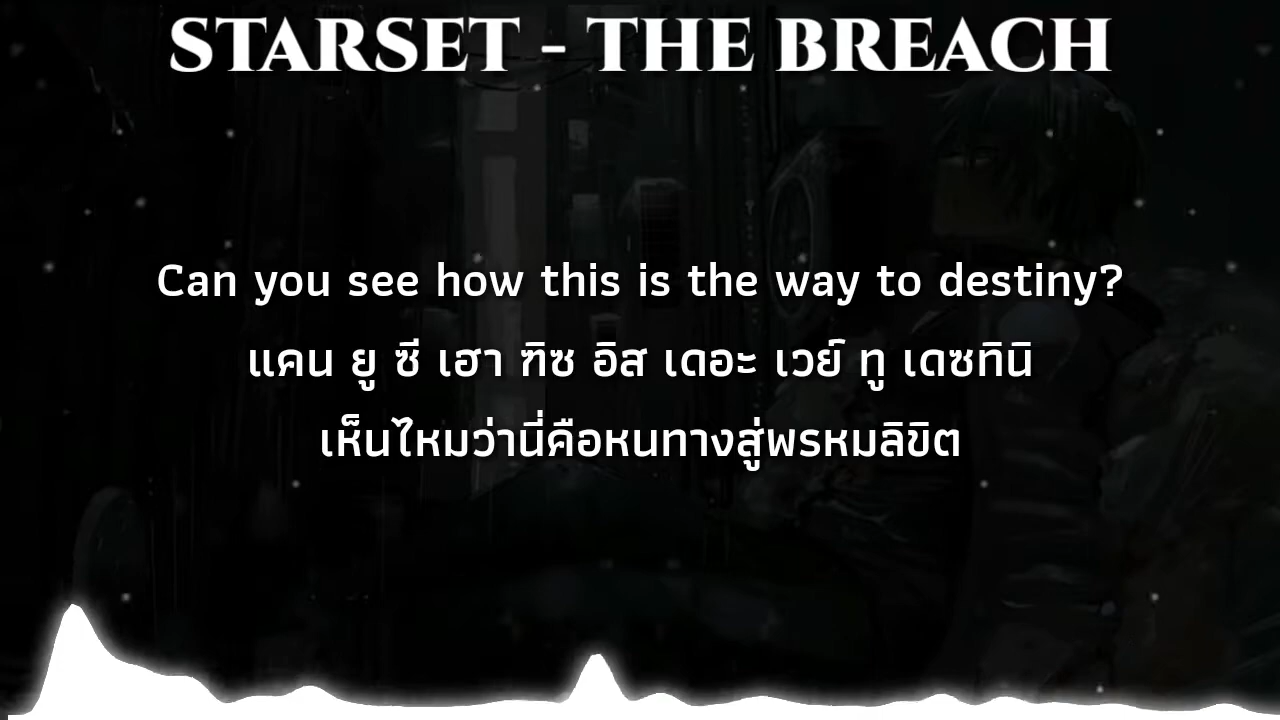 STARSET - THE BREACH
Can you see how this is the way to destiny?
แคน ยู ซี เฮา ฑิซ อิส เดอะ เวย์ ทู เดซทินิ
เห็นไหมว่านี่คือหนทางสู่พรหมลิขิต